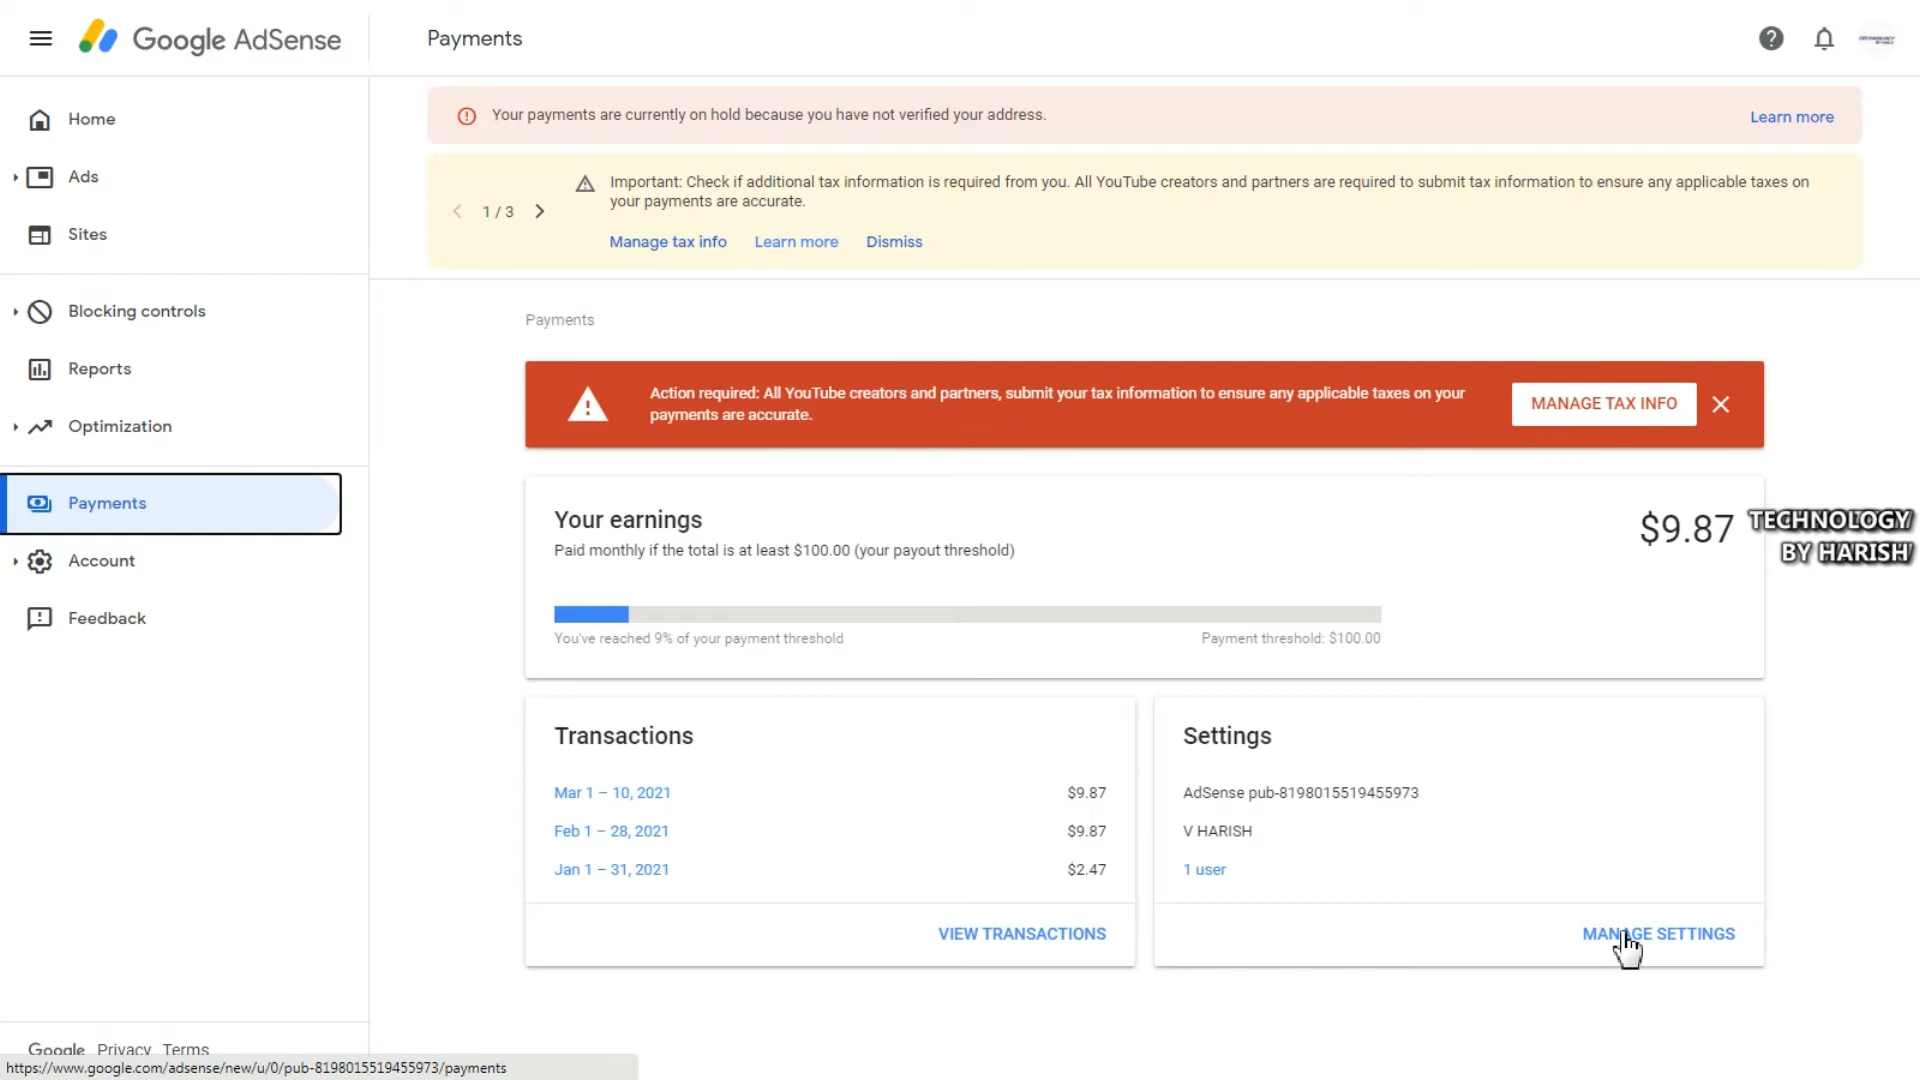 Google AdSense
Payments
TECHNOLOGY
Home
Ads
Sites
Blocking controls
Reports
Optimization
Payments
Account
Feedback
Google Privacy Terms
https://www.google.com/adsense/new/u/0/pub-8198015519455973/payments
Your payments are currently on hold because you have not verified your address.
Learn more
1 / 3
Important: Check if additional tax information is required from you. All YouTube creators and partners are required to submit tax information to ensure any applicable taxes on
your payments are accurate.
Manage tax info Learn more Dismiss
Payments
Action required: All YouTube creators and partners, submit your tax information to ensure any applicable taxes on your
payments are accurate.
MANAGE TAX INFO
Your earnings
Paid monthly if the total is at least $100.00 (your payout threshold)
$9.87
TECHNOLOGY
BY HARISH
You've reached 9% of your payment threshold
Payment threshold: $100.00
Transactions
Mar 1 – 10, 2021 $9.87
Feb 1 – 28, 2021 $9.87
Jan 1 – 31, 2021 $2.47
VIEW TRANSACTIONS
Settings
AdSense pub-8198015519455973
V HARISH
1 user
MANAGE SETTINGS